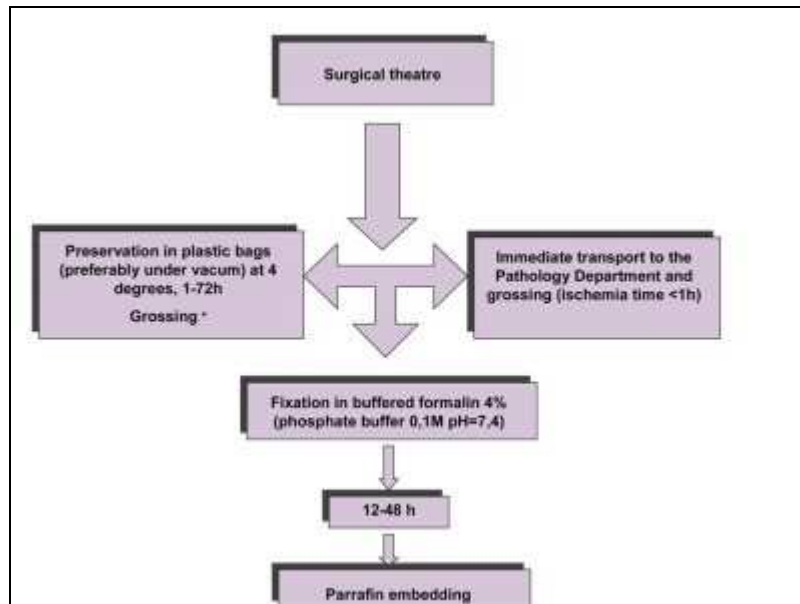 Surgical theatre
Preservation in plastic bags
(preferably under vacum) at 4
degrees, 1-72h
Grossing *
Immediate transport to the
Pathology Department and
grossing (ischemia time <1h)
Fixation in buffered formalin 4%
(phosphate buffer 0,1M pH=7,4)
12-48 h
Parrafin embedding